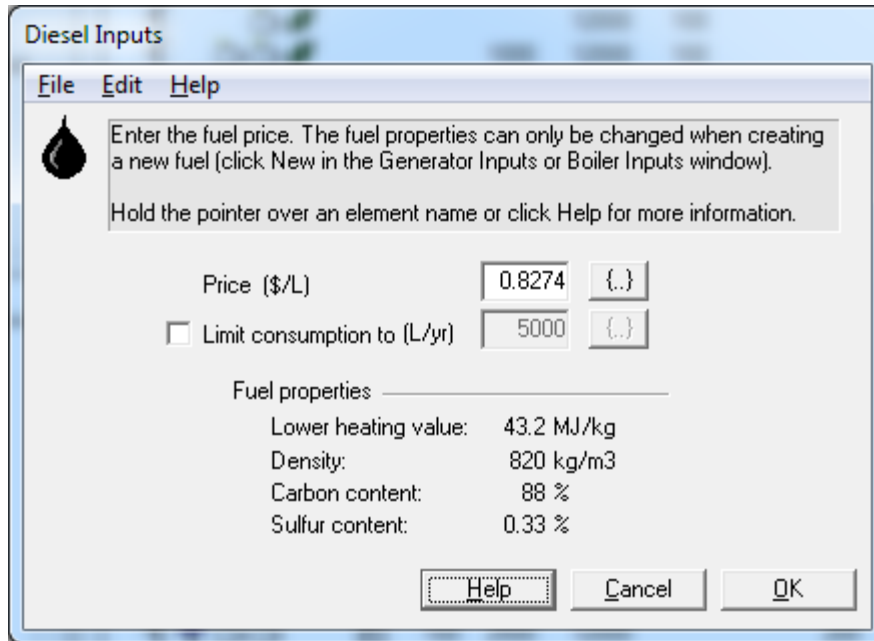 Diesel Inputs
File Edit Help
Enter the fuel price. The fuel properties can only be changed when creating
a new fuel (click New in the Generator Inputs or Boiler Inputs window).
Hold the pointer over an element name or click Help for more information.
Price ($/L) 0.8274 {..}
Limit consumption to (L/yr) 5000 {..}
Fuel properties
Lower heating value: 43.2 MJ/kg
Density: 820 kg/m3
Carbon content: 88 %
Sulfur content: 0.33 %
Help Cancel OK